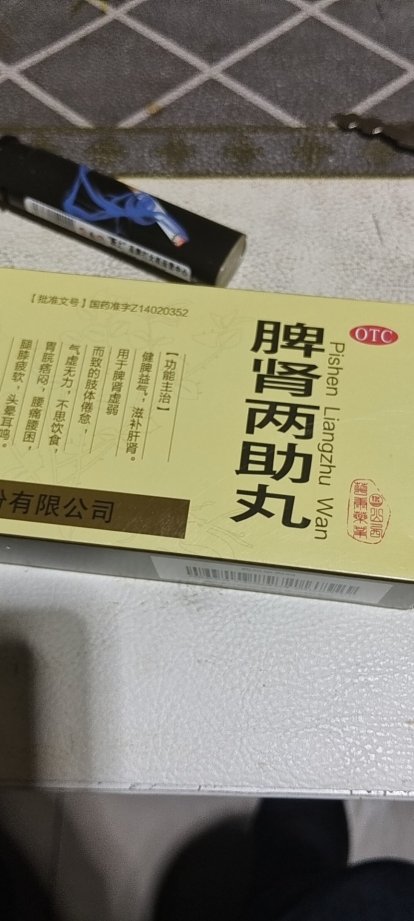 【批准文号】国药准字Z14020352
OTC
脾肾两助丸
Pishen Liangzhu Wan
【功能主治】
健脾益气，滋补肝肾。
用于脾肾虚弱
而致的肢体倦怠，
气虚无力，不思饮食，
胃脘痞闷，腰痛腰困，
腿膝疲软，头晕耳鸣。
份有限公司